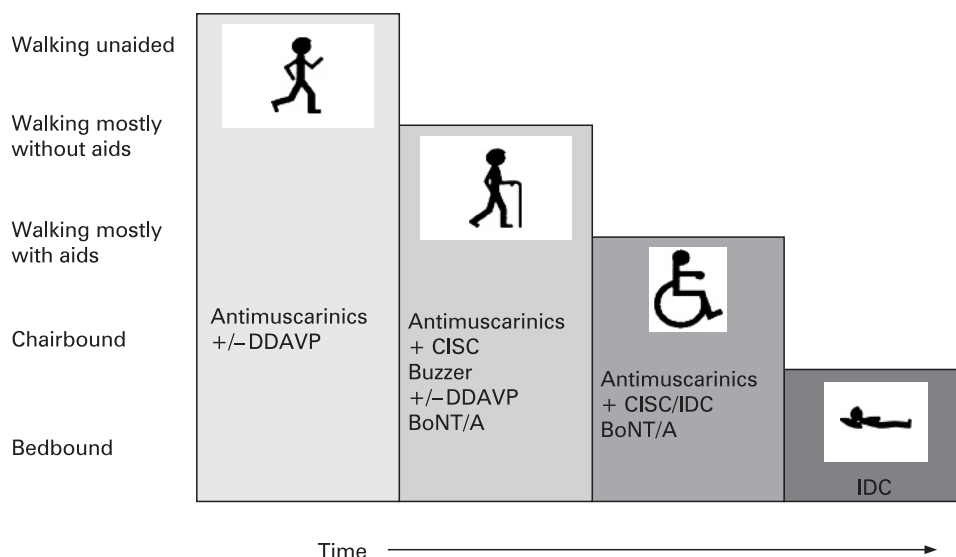 Walking unaided
Walking mostly
without aids
Walking mostly
with aids
Chairbound
Bedbound
Antimuscarinics
+/– DDAVP
Antimuscarinics
+ CISC
Buzzer
+/– DDAVP
BoNT/A
Antimuscarinics
+ CISC/IDC
BoNT/A
IDC
Time